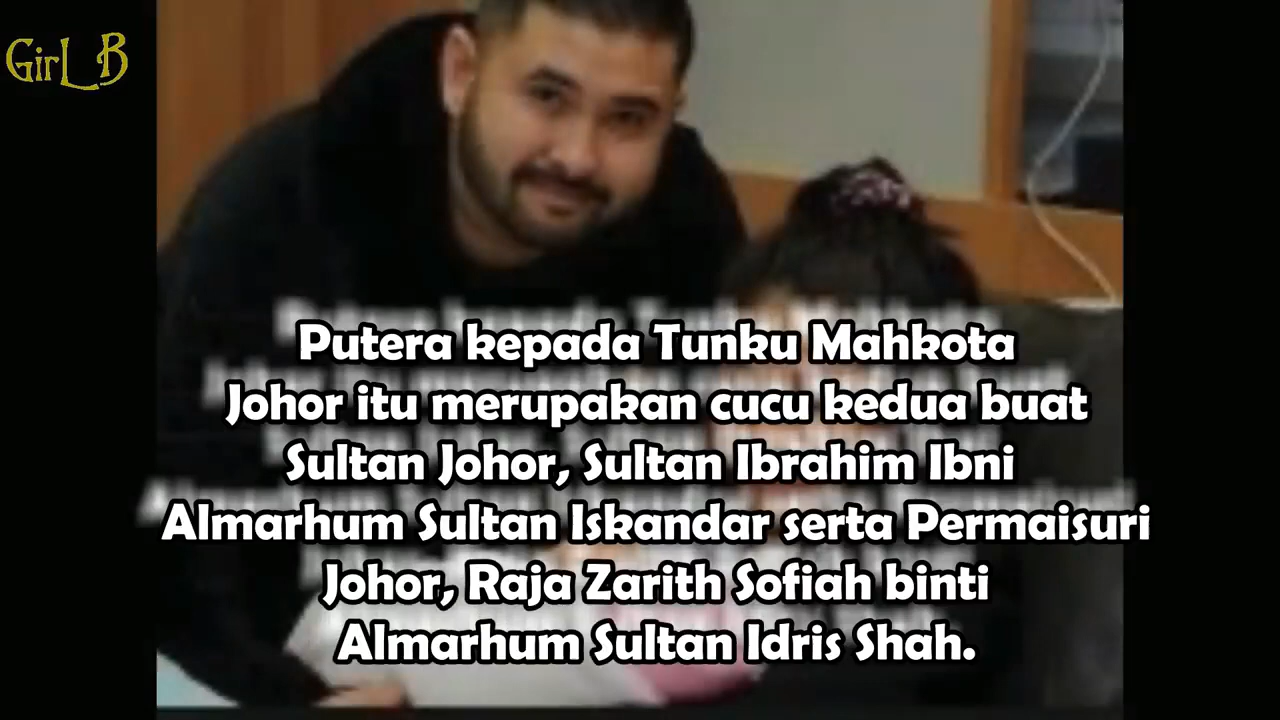 GirL B
Putera kepada Tunku Mahkota
Johor itu merupakan cucu kedua buat
Sultan Johor, Sultan Ibrahim Ibni
Almarhum Sultan Iskandar serta Permaisuri
Johor, Raja Zarith Sofiah binti
Almarhum Sultan Idris Shah.